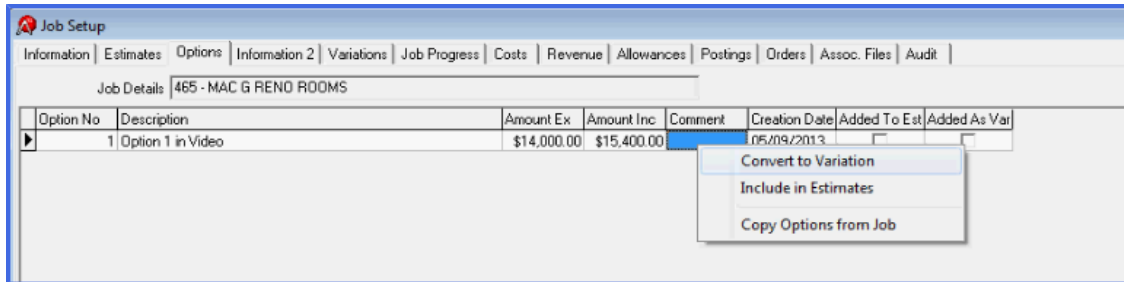 Job Setup
Information Estimates Options Information 2 Variations Job Progress Costs Revenue Allowances Postings Orders Assoc. Files Audit
Job Details 465 - MAC G RENO ROOMS
Option No Description Amount Ex Amount Inc Comment Creation Date Added To Est Added As Var
1 Option 1 in Video $14,000.00 $15,400.00 05/09/2013
Convert to Variation
Include in Estimates
Copy Options from Job